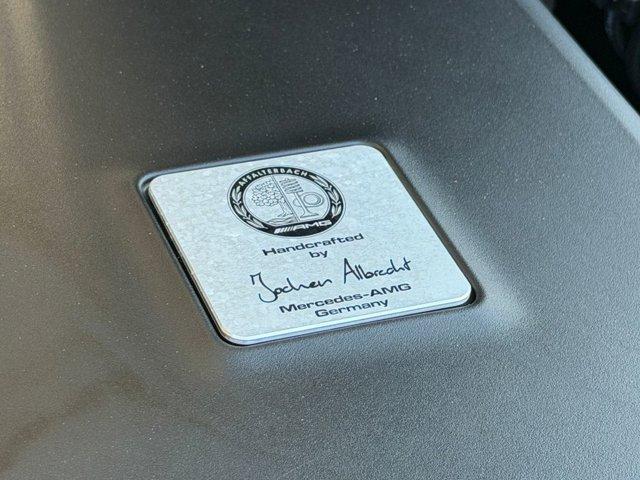 AFFALTERBACH
AMG
Handcrafted
by
Jochen Albrecht
Mercedes-AMG
Germany